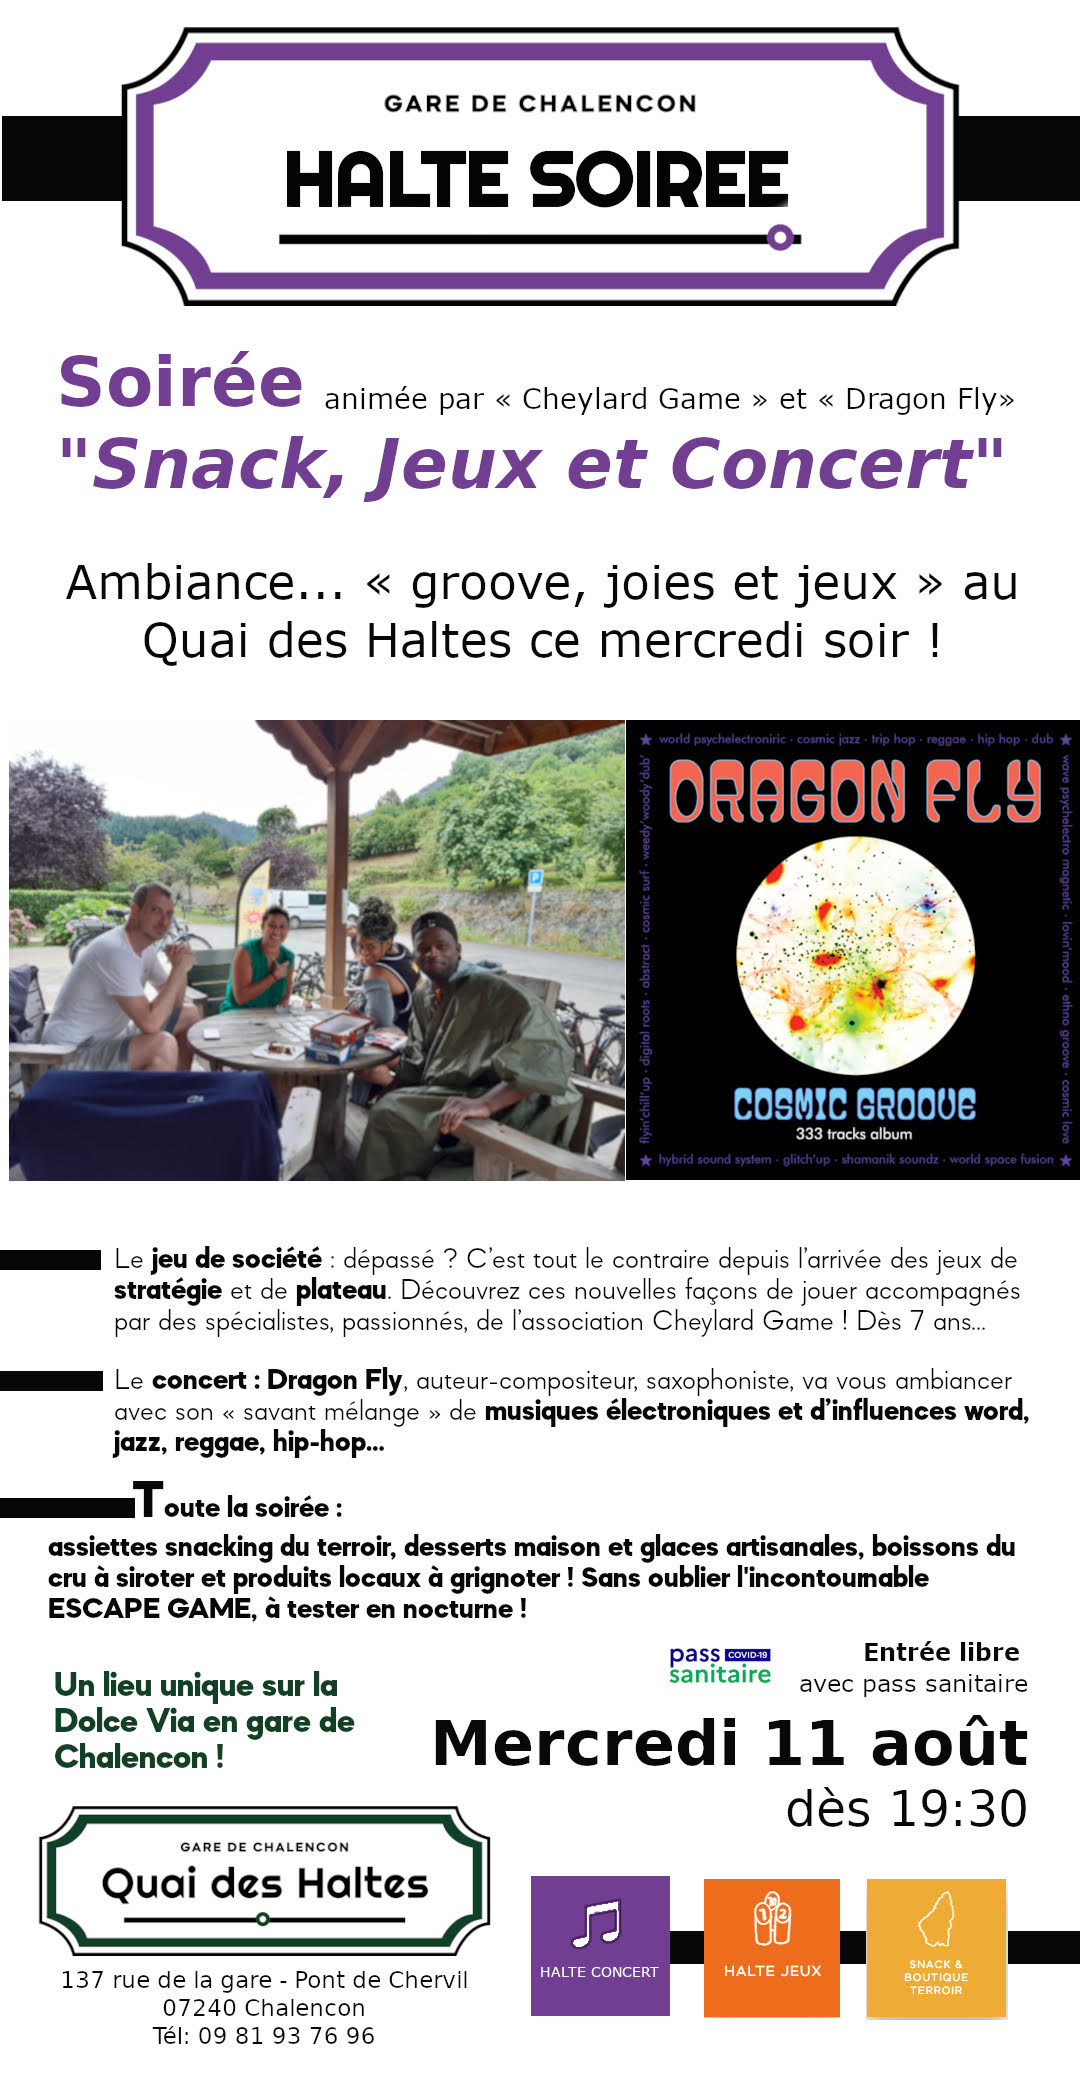 GARE DE CHALENCON
HALTE SOIREE
Soirée animée par « Cheylard Game » et « Dragon Fly»
"Snack, Jeux et Concert"
Ambiance... « groove, joies et jeux » au
Quai des Haltes ce mercredi soir !
P
★ world psychelectroniric · cosmic jazz · trip hop · reggae · hip hop · dub ★
DRAGON FLY
flyin'chill'up · digital roots · abstract · cosmic surf · weedy woody'dub'
wave psychelectro magnetic · lovin'mood · ethno groove · cosmic love
COSMIC GROOVE
333 tracks album
★ hybrid sound system · glitch'up · shamanik soundz · world space fusion ★
Le jeu de société : dépassé ? C’est tout le contraire depuis l’arrivée des jeux de
stratégie et de plateau. Découvrez ces nouvelles façons de jouer accompagnés
par des spécialistes, passionnés, de l’association Cheylard Game ! Dès 7 ans...
Le concert : Dragon Fly, auteur-compositeur, saxophoniste, va vous ambiancer
avec son « savant mélange » de musiques électroniques et d’influences word,
jazz, reggae, hip-hop...
Toute la soirée :
assiettes snacking du terroir, desserts maison et glaces artisanales, boissons du
cru à siroter et produits locaux à grignoter ! Sans oublier l'incontournable
ESCAPE GAME, à tester en nocturne !
pass COVID-19
sanitaire
Entrée libre
avec pass sanitaire
Un lieu unique sur la
Dolce Via en gare de
Chalencon !
Mercredi 11 août
dès 19:30
GARE DE CHALENCON
Quai des Haltes
137 rue de la gare - Pont de Chervil
07240 Chalencon
Tél: 09 81 93 76 96
HALTE CONCERT
1 10 2
HALTE JEUX
SNACK &
BOUTIQUE
TERROIR